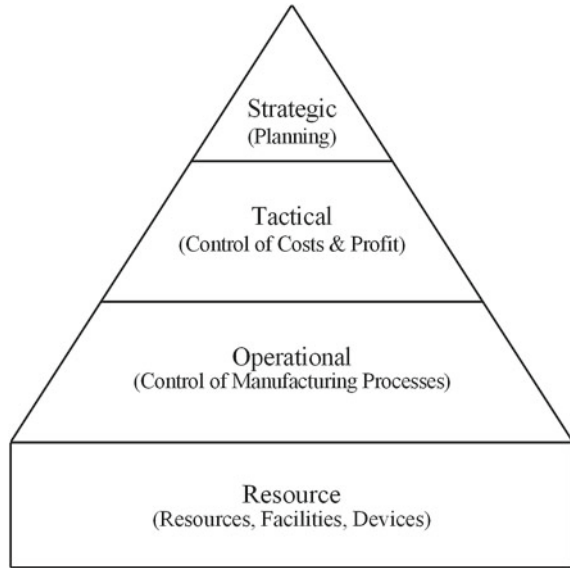 Strategic
(Planning)
Tactical
(Control of Costs & Profit)
Operational
(Control of Manufacturing Processes)
Resource
(Resources, Facilities, Devices)